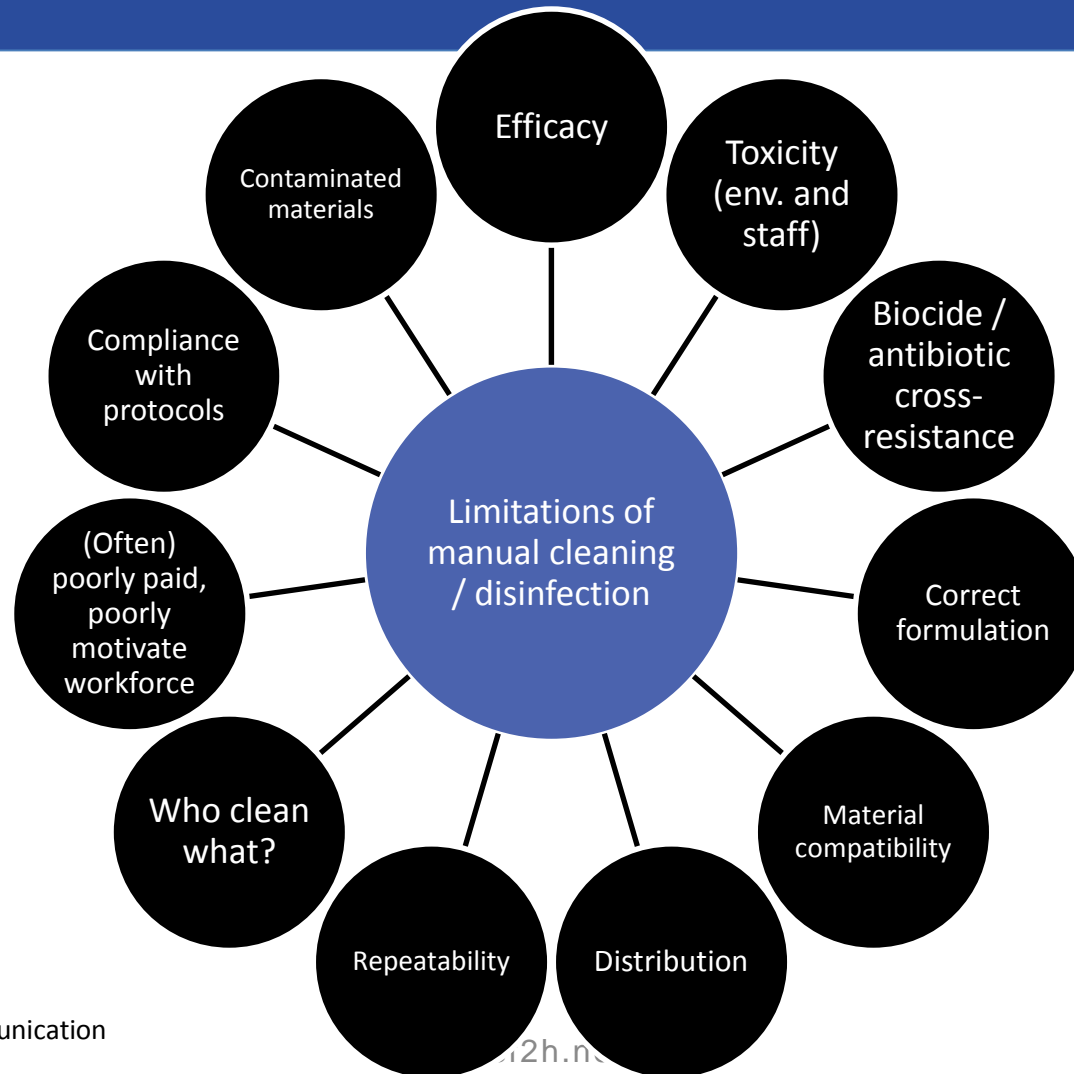 Efficacy
Toxicity
(env. and
staff)
Biocide /
antibiotic
cross-
resistance
Correct
formulation
Material
compatibility
Distribution
Repeatability
Who clean
what?
(Often)
poorly paid,
poorly
motivate
workforce
Compliance
with
protocols
Contaminated
materials
Limitations of
manual cleaning
/ disinfection